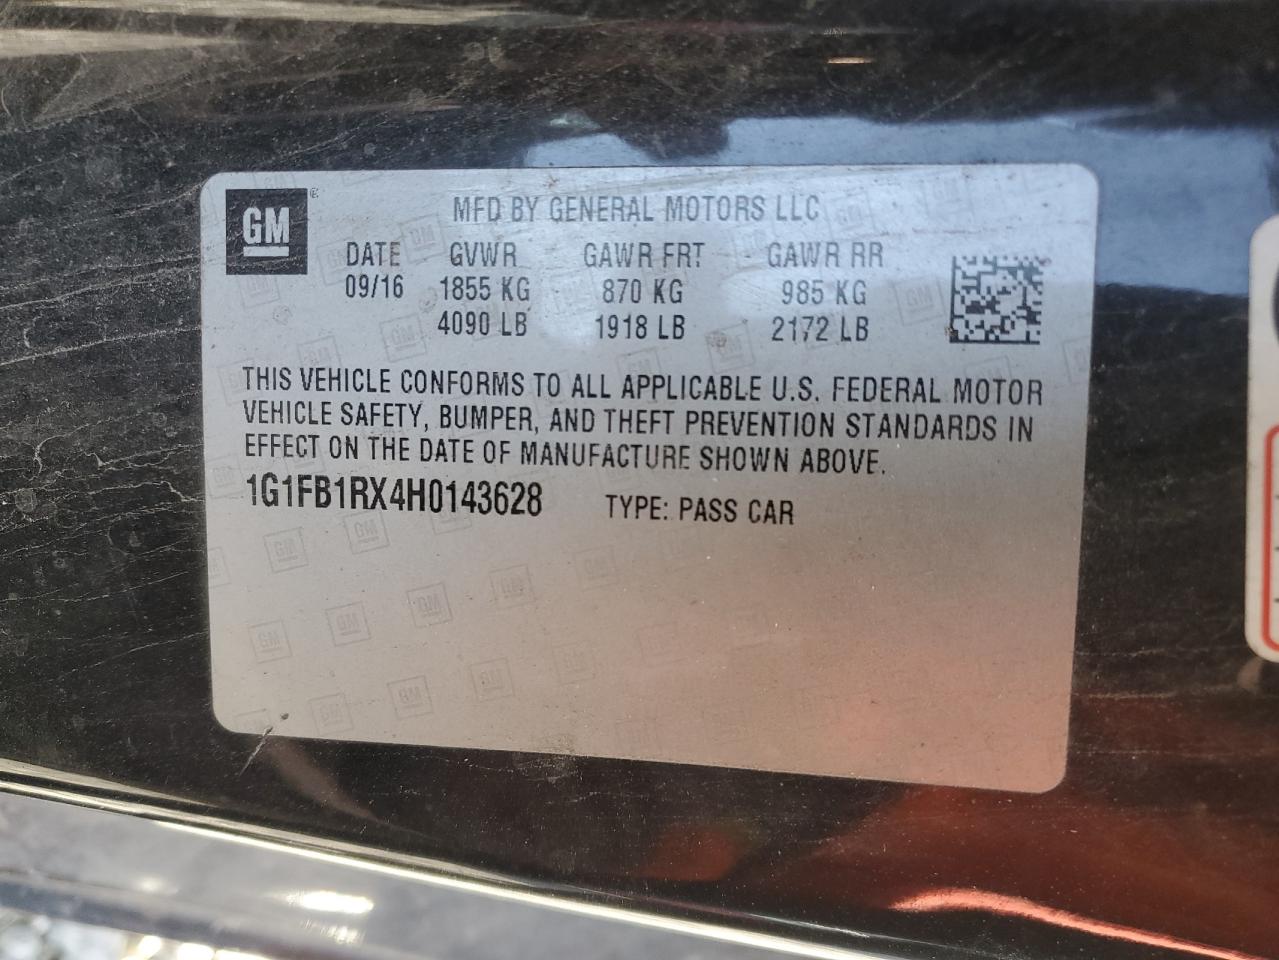 GM
MFD BY GENERAL MOTORS LLC
DATE GVWR GAWR FRT GAWR RR
09/16 1855 KG 870 KG 985 KG
4090 LB 1918 LB 2172 LB
THIS VEHICLE CONFORMS TO ALL APPLICABLE U.S. FEDERAL MOTOR
VEHICLE SAFETY, BUMPER, AND THEFT PREVENTION STANDARDS IN
EFFECT ON THE DATE OF MANUFACTURE SHOWN ABOVE.
1G1FB1RX4H0143628 TYPE: PASS CAR